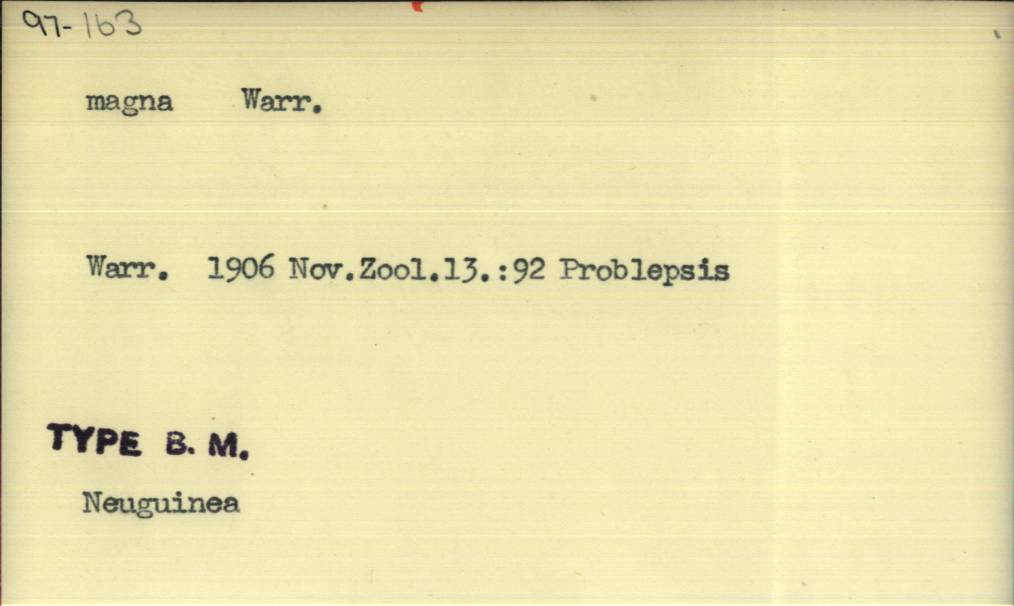 97-163
magna Warr.
Warr. 1906 Nov.Zool.13.:92 Problepsis
TYPE B. M.
Neuguinea